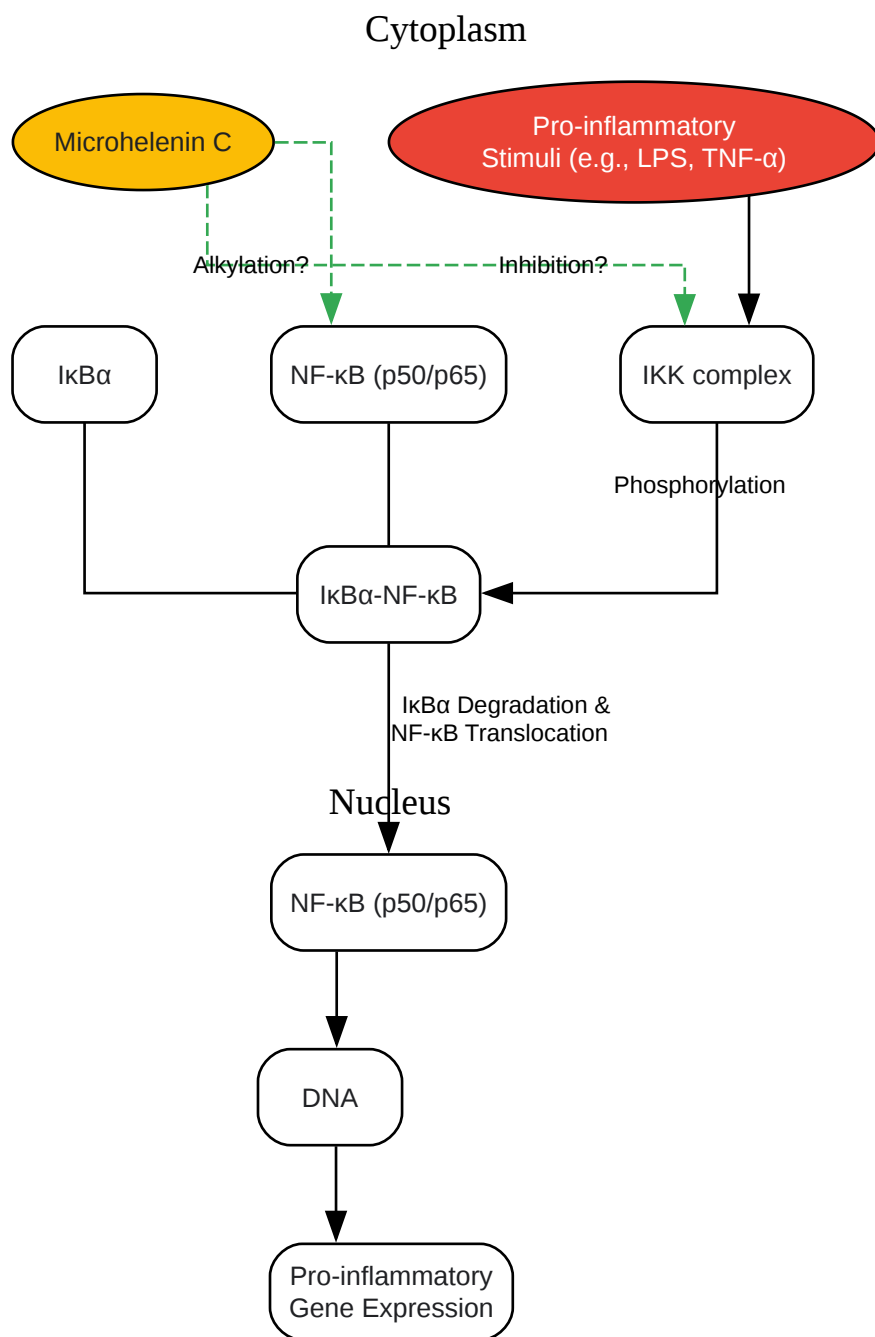 Cytoplasm
Microhelenin C
Pro-inflammatory
Stimuli (e.g., LPS, TNF-α)
Alkylation?
Inhibition?
IκBα
NF-κB (p50/p65)
IKK complex
Phosphorylation
IκBα-NF-κB
IκBα Degradation &
NF-κB Translocation
Nucleus
NF-κB (p50/p65)
DNA
Pro-inflammatory
Gene Expression